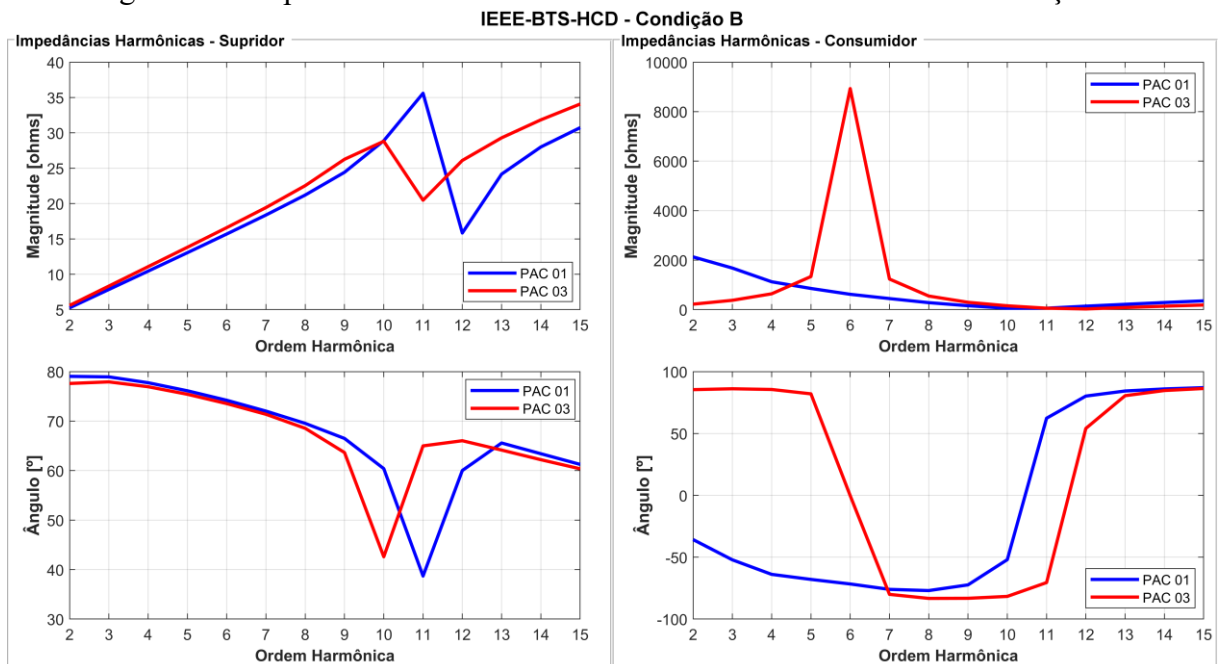 IEEE-BTS-HCD - Condição B
Impedâncias Harmônicas - Supridor
40
35
30
25
20
15
10
5
Magnitude [ohms]
PAC 01
PAC 03
2 3 4 5 6 7 8 9 10 11 12 13 14 15
Ordem Harmônica
80
70
60
50
40
30
Ângulo [º]
PAC 01
PAC 03
2 3 4 5 6 7 8 9 10 11 12 13 14 15
Ordem Harmônica
Impedâncias Harmônicas - Consumidor
10000
8000
6000
4000
2000
0
Magnitude [ohms]
PAC 01
PAC 03
2 3 4 5 6 7 8 9 10 11 12 13 14 15
Ordem Harmônica
100
50
0
-50
-100
Ângulo [º]
PAC 01
PAC 03
2 3 4 5 6 7 8 9 10 11 12 13 14 15
Ordem Harmônica